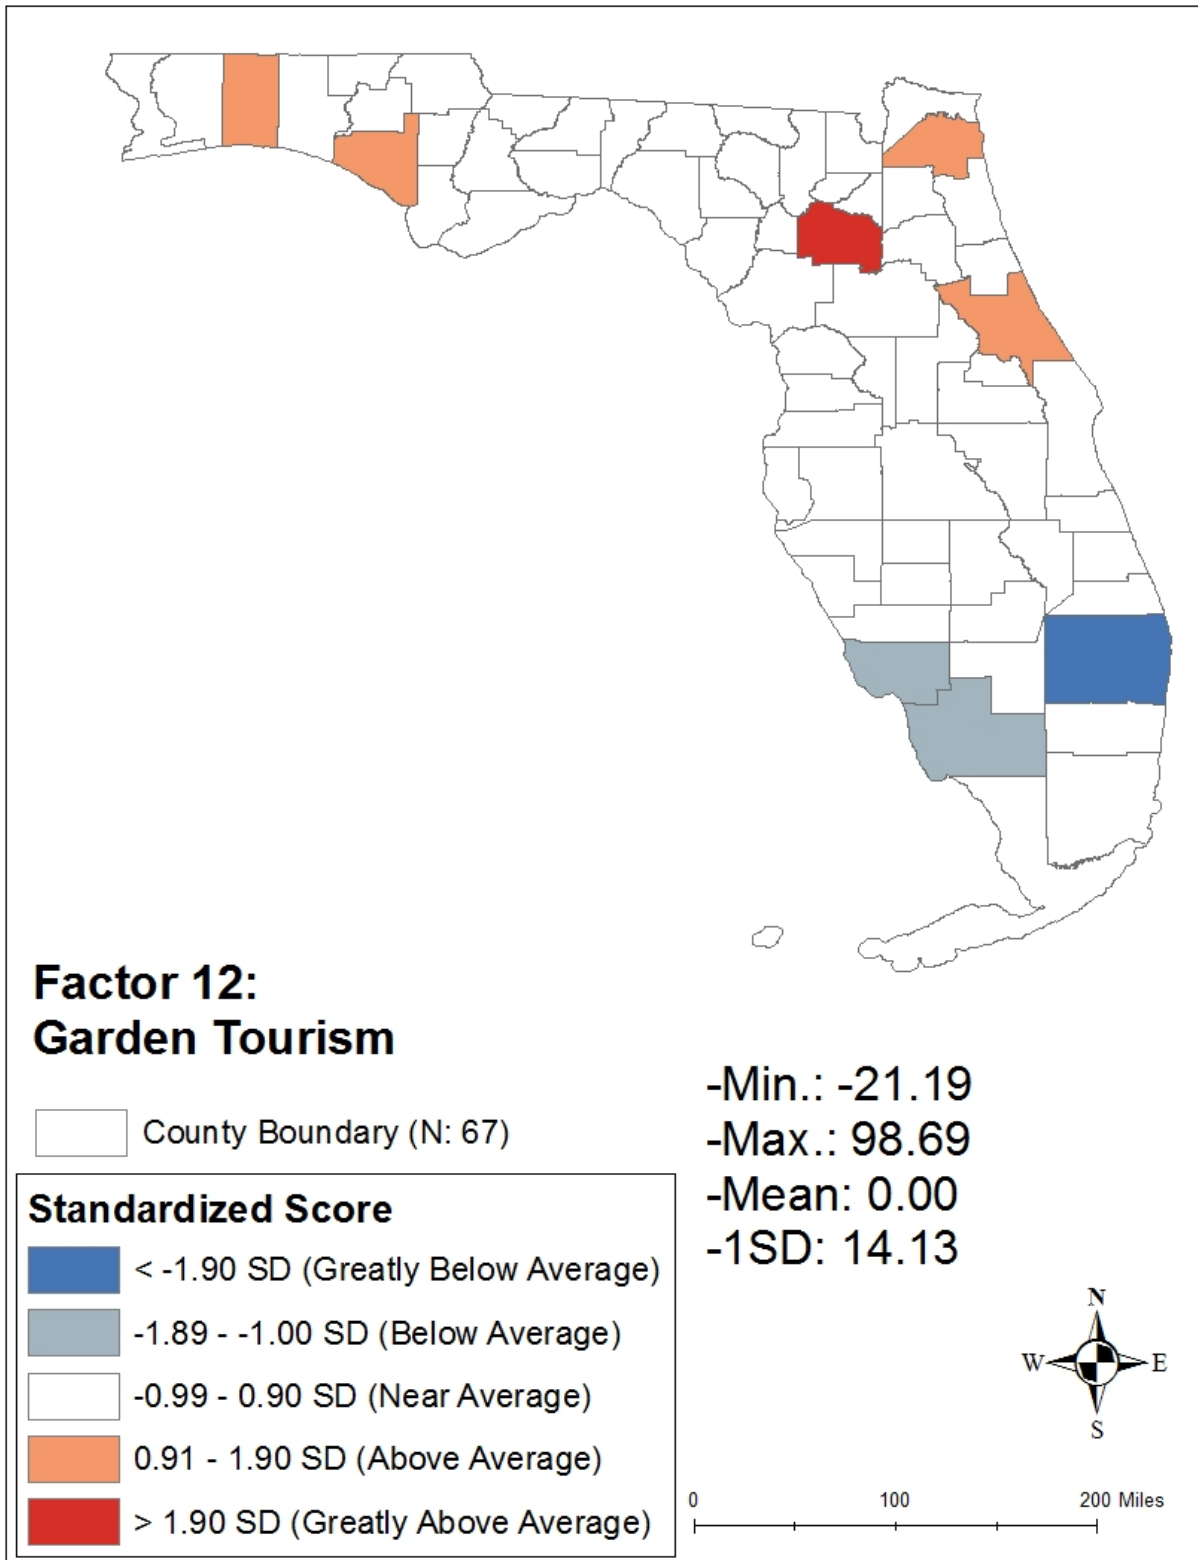 Factor 12:
Garden Tourism
County Boundary (N: 67)
Standardized Score
< -1.90 SD (Greatly Below Average)
-1.89 - -1.00 SD (Below Average)
-0.99 - 0.90 SD (Near Average)
0.91 - 1.90 SD (Above Average)
> 1.90 SD (Greatly Above Average)
-Min.: -21.19
-Max.: 98.69
-Mean: 0.00
-1SD: 14.13
N
W E
S
0 100 200 Miles